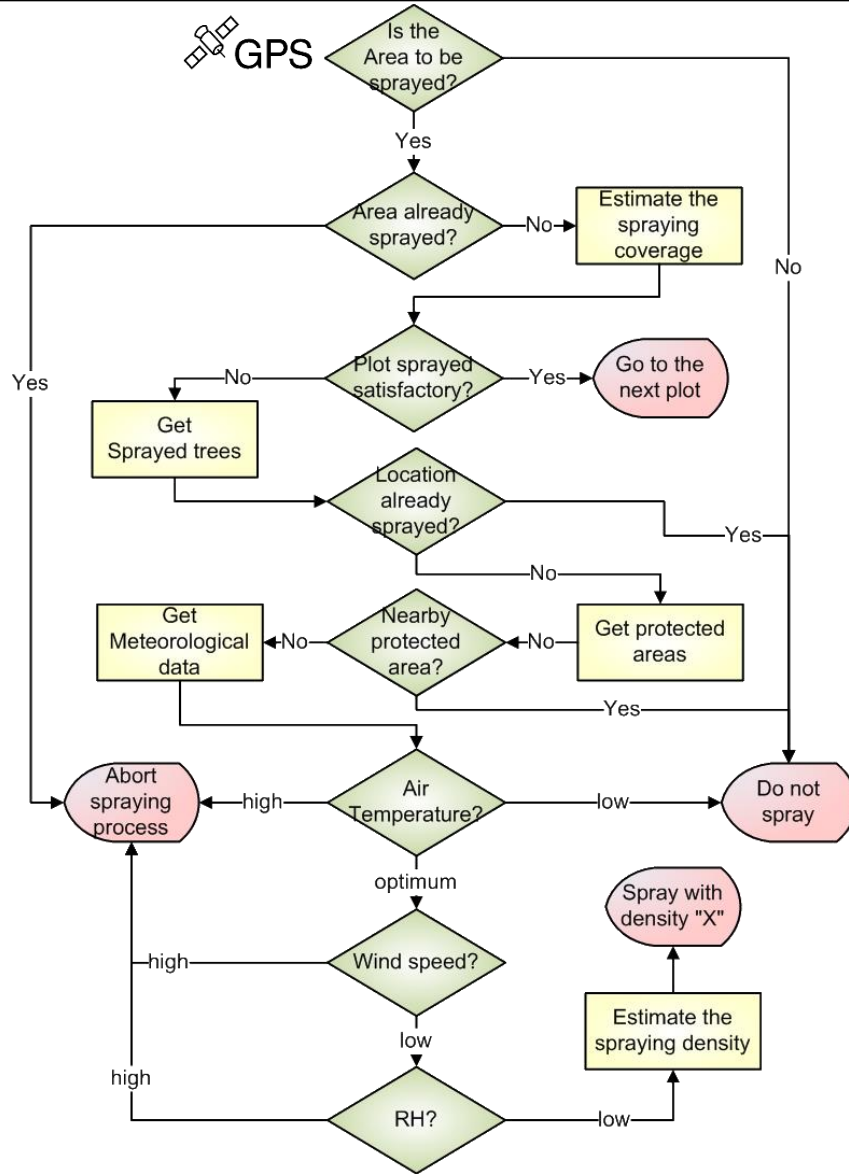 GPS
Is the
Area to be
sprayed?
Yes
Area already
sprayed?
No
Estimate the
spraying
coverage
No
Yes
Plot sprayed
satisfactory?
No
Yes
Go to the
next plot
Get
Sprayed trees
Location
already
sprayed?
Yes
No
Get
Meteorological
data
No
Nearby
protected
area?
No
Get protected
areas
Yes
Abort
spraying
process
high
Air
Temperature?
low
Do not
spray
optimum
Spray with
density "X"
high
Wind speed?
low
Estimate the
spraying density
high
RH?
low